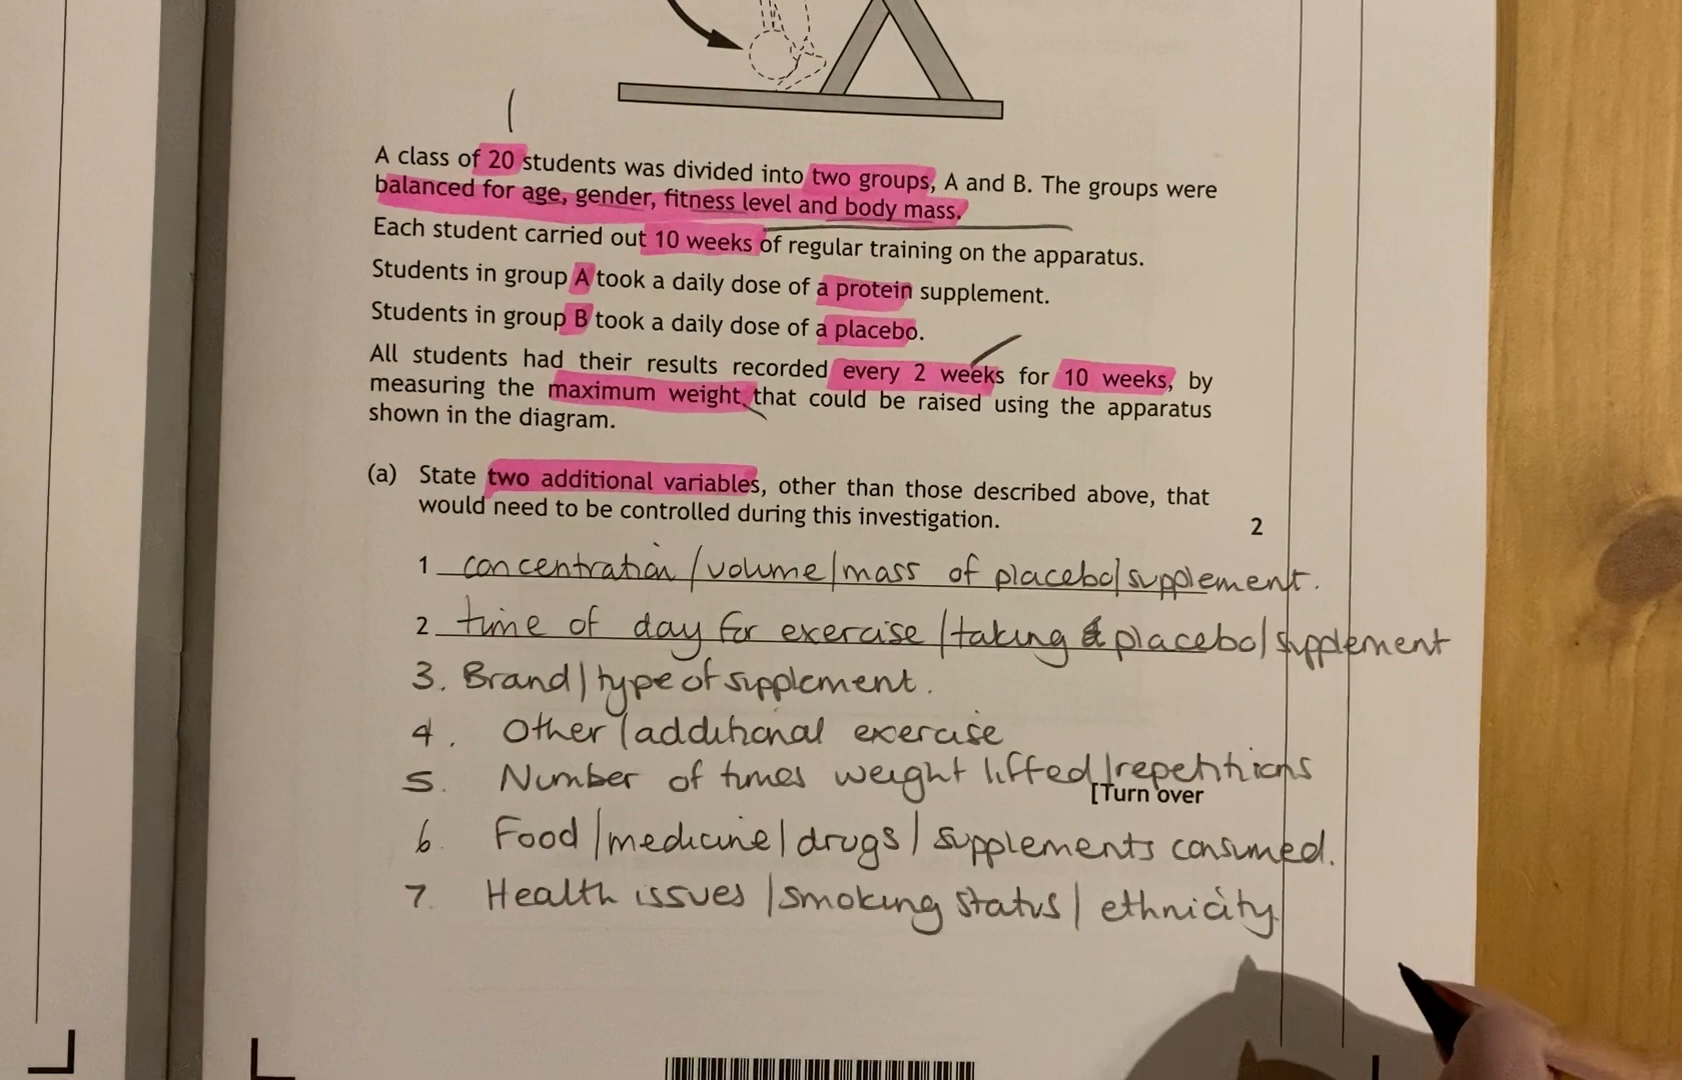 A class of 20 students was divided into two groups, A and B. The groups were
balanced for age, gender, fitness level and body mass.
Each student carried out 10 weeks of regular training on the apparatus.
Students in group A took a daily dose of a protein supplement.
Students in group B took a daily dose of a placebo.
All students had their results recorded every 2 weeks for 10 weeks, by
measuring the maximum weight that could be raised using the apparatus
shown in the diagram.
(a) State two additional variables, other than those described above, that
would need to be controlled during this investigation.
2
1 concentration/volume/mass of placebo/supplement.
2 time of day for exercise/taking placebo/supplement
3. Brand/type of supplement.
4. Other/additional exercise
5. Number of times weight lifted/repetitions
[Turn over
6. Food/medicine/drugs/supplements consumed.
7. Health issues/smoking status/ethnicity